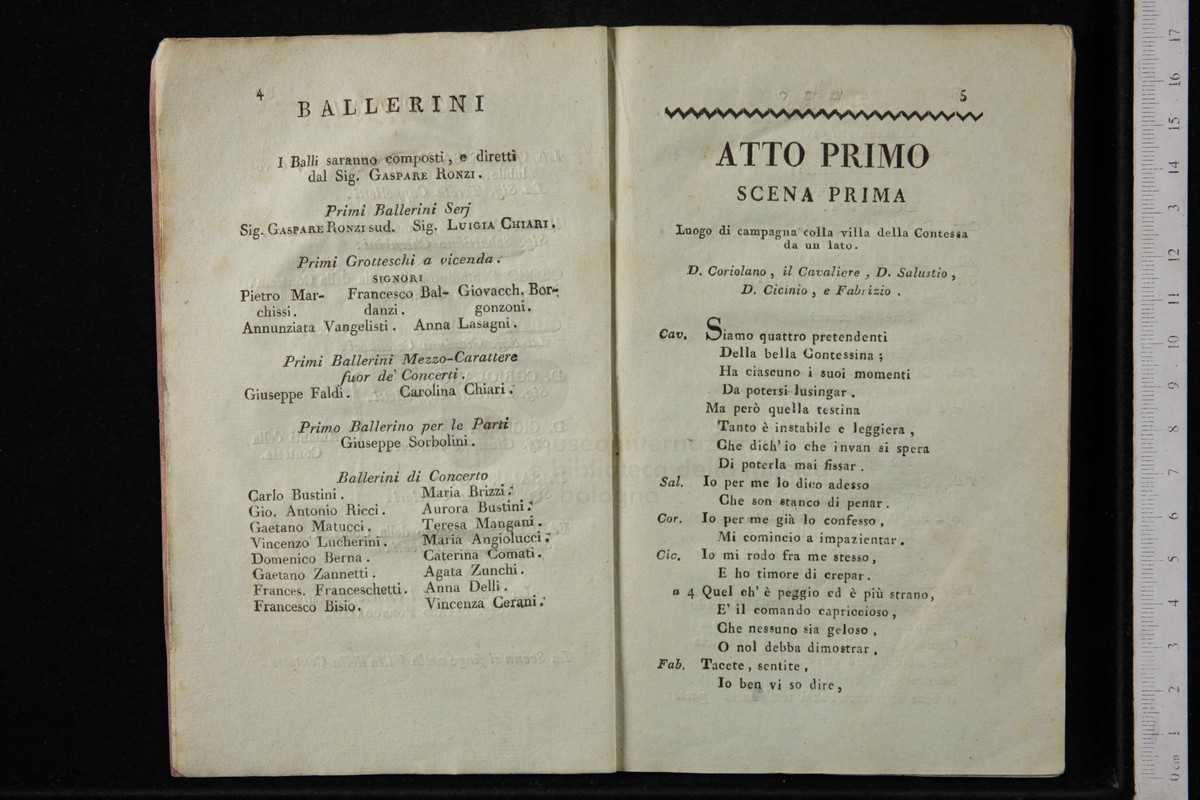 4
BALLERINI
I Balli saranno composti, e diretti
dal Sig. GASPARE RONZI.
Primi Ballerini Serj
Sig. GASPARE RONZI sud. Sig. LUIGIA CHIARI.
Primi Grotteschi a vicenda.
SIGNORI
Pietro Mar- Francesco Bal- Giovacch. Bor-
chissi. danzi. gonzoni.
Annunziata Vangelisti. Anna Lasagni.
Primi Ballerini Mezzo-Carattere
fuor de' Concerti.
Giuseppe Faldi. Carolina Chiari.
Primo Ballerino per le Parti
Giuseppe Sorbolini.
Ballerini di Concerto
Carlo Bustini. Maria Brizzi.
Gio. Antonio Ricci. Aurora Bustini.
Gaetano Matucci. Teresa Mangani.
Vincenzo Lucherini. Maria Angiolucci.
Domenico Berna. Caterina Comati.
Gaetano Zannetti. Agata Zunchi.
Frances. Franceschetti. Anna Delli.
Francesco Bisio. Vincenza Cerani.
5
ATTO PRIMO
SCENA PRIMA
Luogo di campagna colla villa della Contessa
da un lato.
D. Coriolano, il Cavaliere, D. Salustio,
D. Cicinio, e Fabrizio.
Cav. Siamo quattro pretendenti
Della bella Contessina;
Ha ciascuno i suoi momenti
Da potersi lusingar.
Ma però quella testina
Tanto è instabile e leggiera,
Che dich' io che invan si spera
Di poterla mai fissar.
Sal. Io per me lo dico adesso
Che son stanco di penar.
Cor. Io per me già lo confesso,
Mi comincio a impazientar.
Cic. Io mi rodo fra me stesso,
E ho timore di crepar.
a 4 Quel ch' è peggio ed è più strano,
E' il comando capriccioso,
Che nessuno sia geloso,
O nol debba dimostrar.
Fab. Tacete, sentite,
Io ben vi so dire,